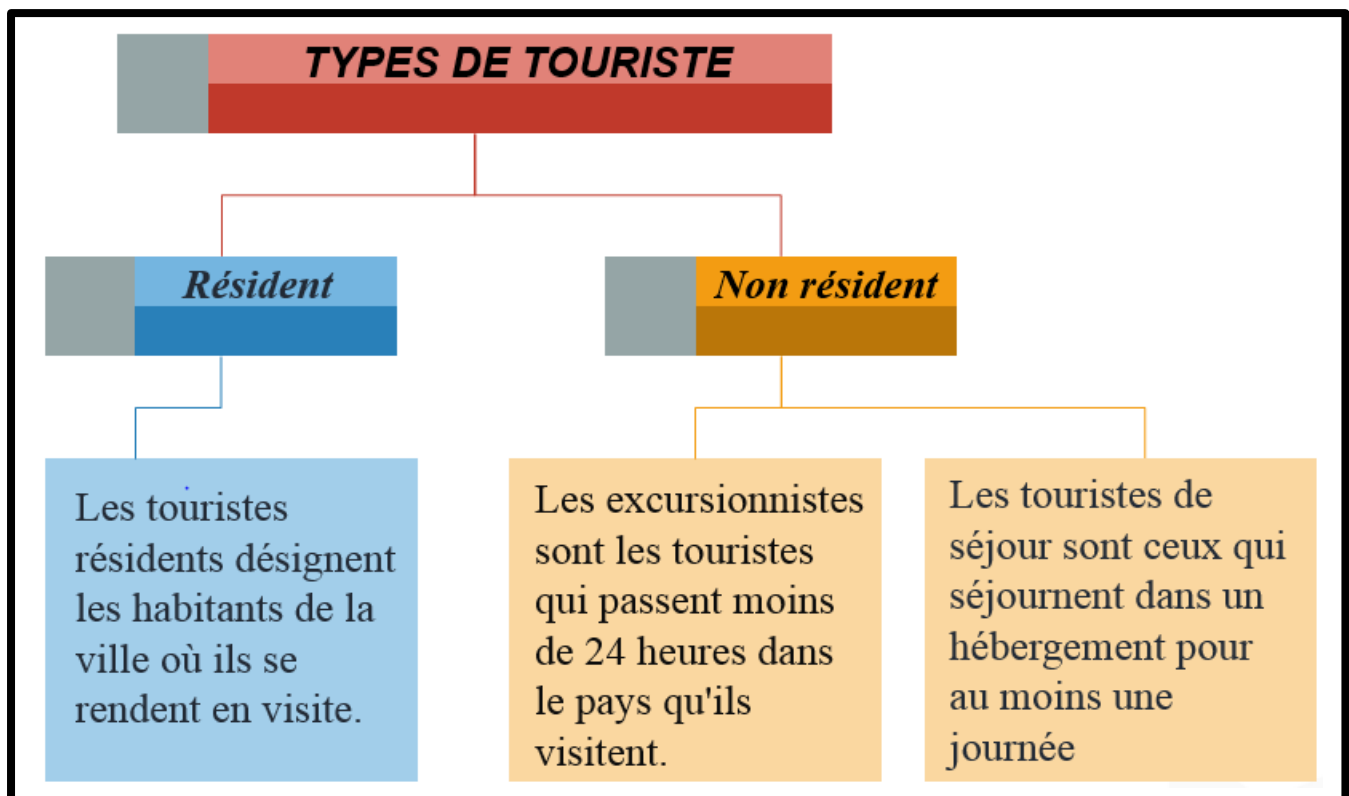 TYPES DE TOURISTE
Résident
Non résident
Les touristes
résidents désignent
les habitants de la
ville où ils se
rendent en visite.
Les excursionnistes
sont les touristes
qui passent moins
de 24 heures dans
le pays qu'ils
visitent.
Les touristes de
séjour sont ceux qui
séjournent dans un
hébergement pour
au moins une
journée